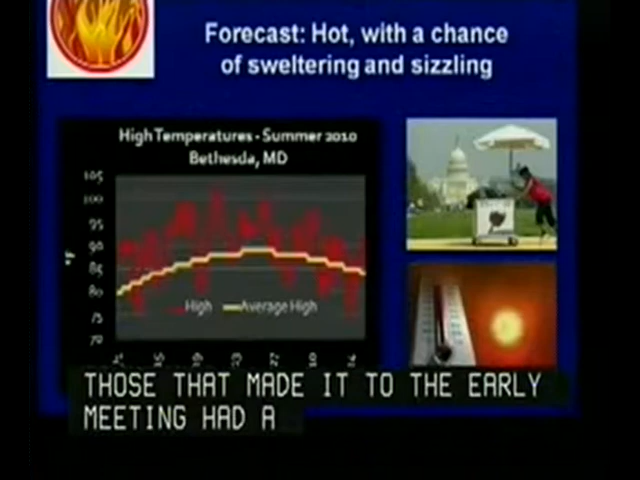 Forecast: Hot, with a chance
of sweltering and sizzling
High Temperatures - Summer 2010
Bethesda, MD
105
100
95
90
85
80
75
70
°F
High
Average High
THOSE THAT MADE IT TO THE EARLY
MEETING HAD A